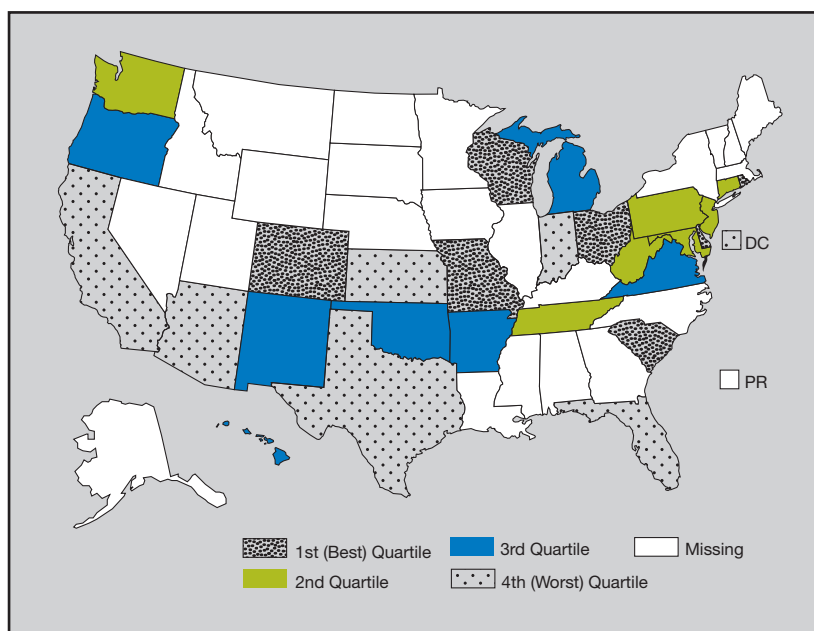 DC
PR
1st (Best) Quartile
3rd Quartile
Missing
2nd Quartile
4th (Worst) Quartile